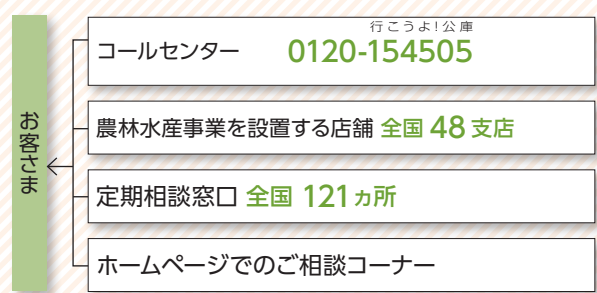 お客さま
行こうよ!公庫
コールセンター 0120-154505
農林水産事業を設置する店舗 全国 48 支店
定期相談窓口 全国 121 ヵ所
ホームページでのご相談コーナー